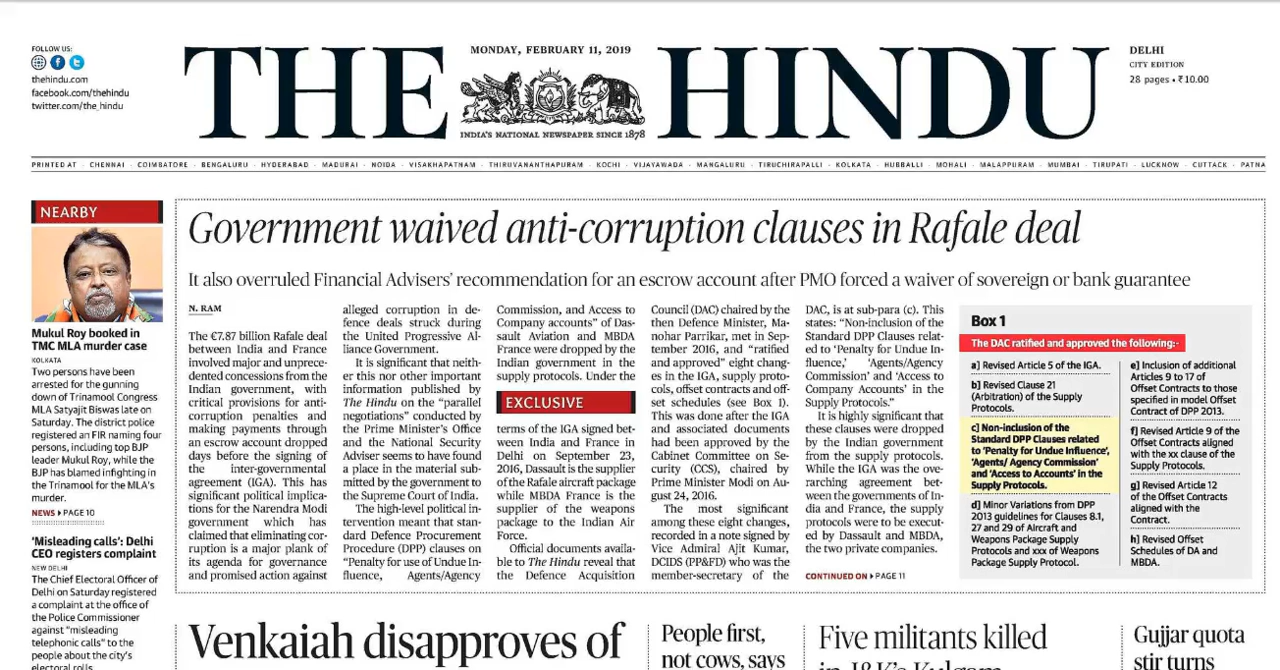 FOLLOW US:
thehindu.com
facebook.com/thehindu
twitter.com/the_hindu
THE HINDU
MONDAY, FEBRUARY 11, 2019
INDIA'S NATIONAL NEWSPAPER SINCE 1878
DELHI
CITY EDITION
28 pages • ₹10.00
PRINTED AT · CHENNAI · COIMBATORE · BENGALURU · HYDERABAD · MADURAI · NOIDA · VISAKHAPATNAM · THIRUVANANTHAPURAM · KOCHI · VIJAYAWADA · MANGALURU · TIRUCHIRAPALLI · KOLKATA · HUBBALLI · MOHALI · MALAPPURAM · MUMBAI · TIRUPATI · LUCKNOW · CUTTACK · PATNA
NEARBY
Mukul Roy booked in
TMC MLA murder case
KOLKATA
Two persons have been
arrested for the gunning
down of Trinamool Congress
MLA Satyajit Biswas late on
Saturday. The district police
registered an FIR naming four
persons, including top BJP
leader Mukul Roy, while the
BJP has blamed infighting in
the Trinamool for the MLA's
murder.
NEWS PAGE 10
'Misleading calls': Delhi
CEO registers complaint
NEW DELHI
The Chief Electoral Officer of
Delhi on Saturday registered
a complaint at the office of
the Police Commissioner
against "misleading
telephonic calls" to the
people about the city's
electoral rolls.
Government waived anti-corruption clauses in Rafale deal
It also overruled Financial Advisers' recommendation for an escrow account after PMO forced a waiver of sovereign or bank guarantee
N. RAM
The €7.87 billion Rafale deal
between India and France
involved major and unprece-
dented concessions from the
Indian government, with
critical provisions for anti-
corruption penalties and
making payments through
an escrow account dropped
days before the signing of
the inter-governmental
agreement (IGA). This has
significant political implica-
tions for the Narendra Modi
government which has
claimed that eliminating cor-
ruption is a major plank of
its agenda for governance
and promised action against
alleged corruption in de-
fence deals struck during
the United Progressive Al-
liance Government.
It is significant that neith-
er this nor other important
information published by
The Hindu on the "parallel
negotiations" conducted by
the Prime Minister's Office
and the National Security
Adviser seems to have found
a place in the material sub-
mitted by the government to
the Supreme Court of India.
The high-level political in-
tervention meant that stan-
dard Defence Procurement
Procedure (DPP) clauses on
"Penalty for use of Undue In-
fluence, Agents/Agency
Commission, and Access to
Company accounts" of Das-
sault Aviation and MBDA
France were dropped by the
Indian government in the
supply protocols. Under the
EXCLUSIVE
terms of the IGA signed bet-
ween India and France in
Delhi on September 23,
2016, Dassault is the supplier
of the Rafale aircraft package
while MBDA France is the
supplier of the weapons
package to the Indian Air
Force.
Official documents availa-
ble to The Hindu reveal that
the Defence Acquisition
Council (DAC) chaired by the
then Defence Minister, Ma-
nohar Parrikar, met in Sep-
tember 2016, and "ratified
and approved" eight chang-
es in the IGA, supply proto-
cols, offset contracts and off-
set schedules (see Box 1).
This was done after the IGA
and associated documents
had been approved by the
Cabinet Committee on Se-
curity (CCS), chaired by
Prime Minister Modi on Au-
gust 24, 2016.
The most significant
among these eight changes,
recorded in a note signed by
Vice Admiral Ajit Kumar,
DCIDS (PP&FD) who was the
member-secretary of the
DAC, is at sub-para (c). This
states: "Non-inclusion of the
Standard DPP Clauses relat-
ed to 'Penalty for Undue In-
fluence,' 'Agents/Agency
Commission' and 'Access to
Company Accounts' in the
Supply Protocols."
It is highly significant that
these clauses were dropped
by the Indian government
from the supply protocols.
While the IGA was the ove-
rarching agreement bet-
ween the governments of In-
dia and France, the supply
protocols were to be execut-
ed by Dassault and MBDA,
the two private companies.
CONTINUED ON PAGE 11
Box 1
The DAC ratified and approved the following:-
a] Revised Article 5 of the IGA.
b] Revised Clause 21
(Arbitration) of the Supply
Protocols.
c) Non-inclusion of the
Standard DPP Clauses related
to 'Penalty for Undue Influence',
'Agents/ Agency Commission'
and 'Access to Accounts' in the
Supply Protocols.
d] Minor Variations from DPP
2013 guidelines for Clauses 8.1,
27 and 29 of Aircraft and
Weapons Package Supply
Protocols and xxx of Weapons
Package Supply Protocol.
e] Inclusion of additional
Articles 9 to 17 of
Offset Contracts to those
specified in model Offset
Contract of DPP 2013.
f] Revised Article 9 of the
Offset Contracts aligned
with the xx clause of the
Supply Protocols.
g] Revised Article 12
of the Offset Contracts
aligned with the
Contract.
h] Revised Offset
Schedules of DA and
MBDA.
Venkaiah disapproves of
People first,
not cows, says
Five militants killed
in J&K's Kulgam
Gujjar quota
stir turns